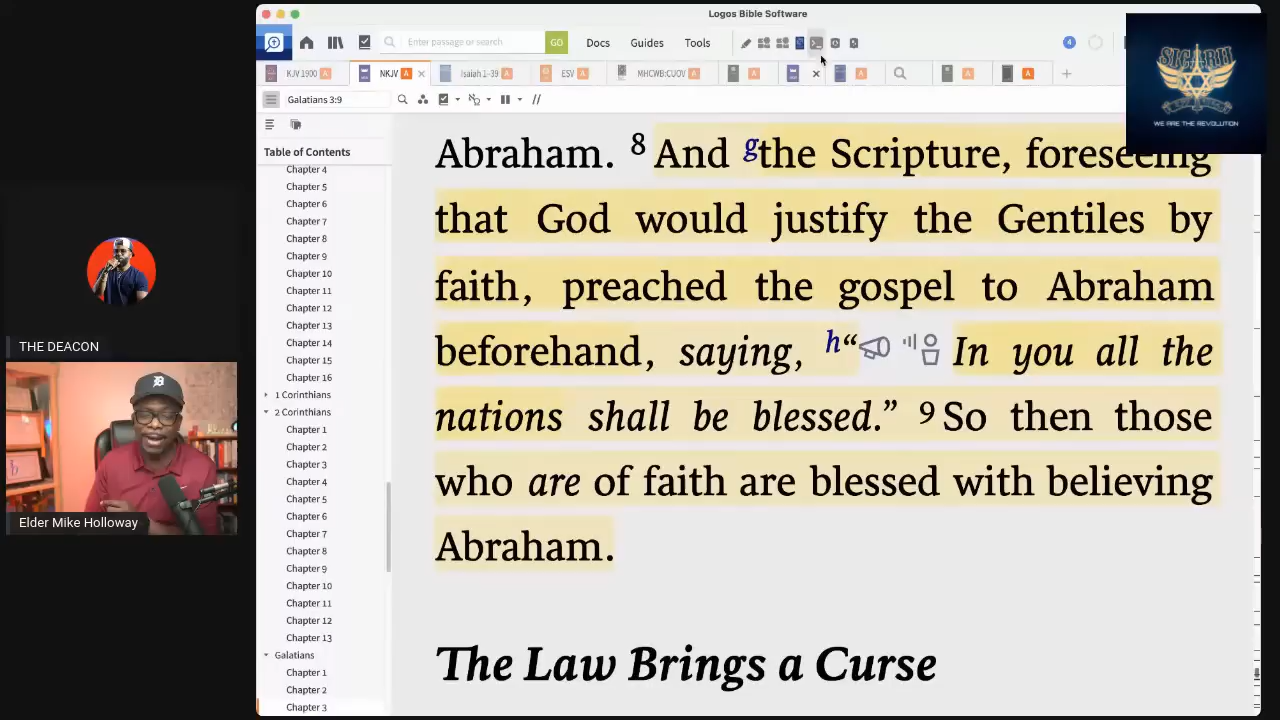 Logos Bible Software
Enter passage or search
GO
Docs
Guides
Tools
4
KJV 1900 A
NKJV A
Isaiah 1–39 A
ESV A
MHCWB:CUOV A
A
A
A
A
Galatians 3:9
SICARII
WE ARE THE REVOLUTION
Table of Contents
Chapter 4
Chapter 5
Chapter 6
Chapter 7
Chapter 8
Chapter 9
Chapter 10
Chapter 11
Chapter 12
Chapter 13
Chapter 14
Chapter 15
Chapter 16
1 Corinthians
2 Corinthians
Chapter 1
Chapter 2
Chapter 3
Chapter 4
Chapter 5
Chapter 6
Chapter 7
Chapter 8
Chapter 9
Chapter 10
Chapter 11
Chapter 12
Chapter 13
Galatians
Chapter 1
Chapter 2
Chapter 3
Abraham. 8 And g the Scripture, foreseeing
that God would justify the Gentiles by
faith, preached the gospel to Abraham
beforehand, saying, h “ In you all the
nations shall be blessed.” 9 So then those
who are of faith are blessed with believing
Abraham.
The Law Brings a Curse
THE DEACON
Elder Mike Holloway